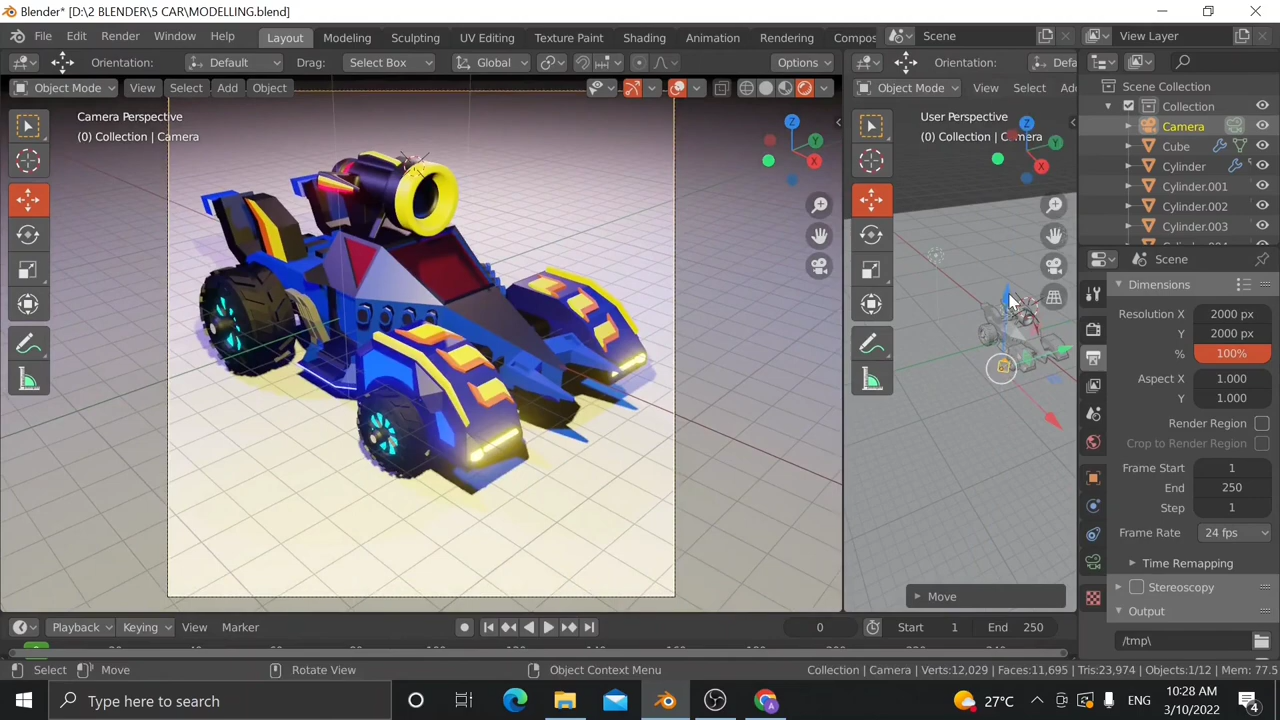 Blender* [D:\2 BLENDER\5 CAR\MODELLING.blend]
File Edit Render Window Help Layout Modeling Sculpting UV Editing Texture Paint Shading Animation Rendering Compos Scene View Layer
Orientation: Default Drag: Select Box Global Options Orientation: Defa
Object Mode View Select Add Object Object Mode View Select Ad
Camera Perspective
(0) Collection | Camera
Z
Y
X
User Perspective
(0) Collection | Camera
Z
Y
X
Move
Scene Collection
Collection
Camera
Cube
Cylinder
Cylinder.001
Cylinder.002
Cylinder.003
Scene
Dimensions
Resolution X 2000 px
Y 2000 px
% 100%
Aspect X 1.000
Y 1.000
Render Region
Crop to Render Region
Frame Start 1
End 250
Step 1
Frame Rate 24 fps
Time Remapping
Stereoscopy
Output
/tmp\
Playback Keying View Marker 0 Start 1 End 250
Select Move Rotate View Object Context Menu Collection | Camera Verts:12,029 | Faces:11,695 | Tris:23,974 | Objects:1/12 | Mem: 77.5
Type here to search 27°C ENG 10:28 AM
3/10/2022
4